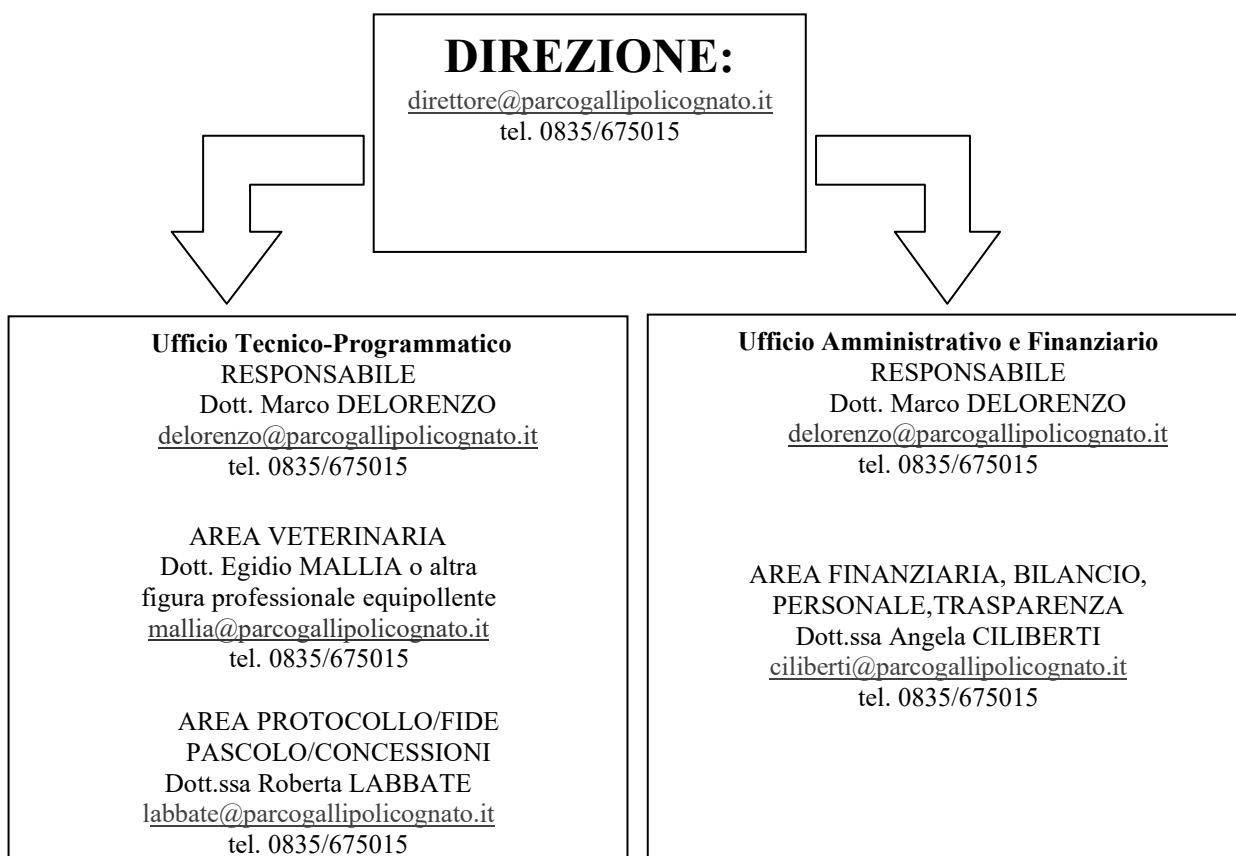 DIREZIONE:
direttore@parcogallipolicognato.it
tel. 0835/675015
Ufficio Tecnico-Programmatico
RESPONSABILE
Dott. Marco DELORENZO
delorenzo@parcogallipolicognato.it
tel. 0835/675015
AREA VETERINARIA
Dott. Egidio MALLIA o altra
figura professionale equipollente
mallia@parcogallipolicognato.it
tel. 0835/675015
AREA PROTOCOLLO/FIDE
PASCOLO/CONCESSIONI
Dott.ssa Roberta LABBATE
labbate@parcogallipolicognato.it
tel. 0835/675015
Ufficio Amministrativo e Finanziario
RESPONSABILE
Dott. Marco DELORENZO
delorenzo@parcogallipolicognato.it
tel. 0835/675015
AREA FINANZIARIA, BILANCIO,
PERSONALE,TRASPARENZA
Dott.ssa Angela CILIBERTI
ciliberti@parcogallipolicognato.it
tel. 0835/675015